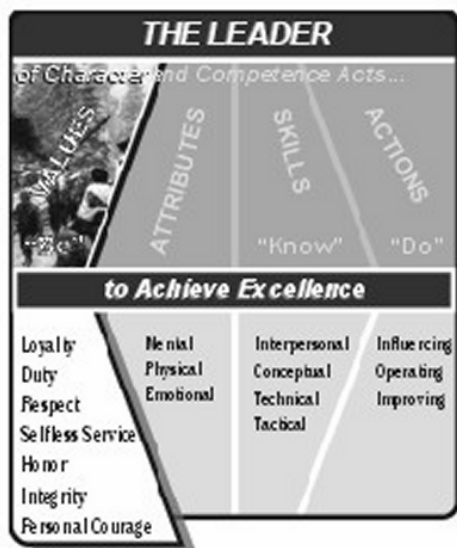 THE LEADER
of Character and Competence Acts...
VALUES
ATTRIBUTES
SKILLS
ACTIONS
"Be"
"Know"
"Do"
to Achieve Excellence
Loyalty
Duty
Respect
Selfless Service
Honor
Integrity
Personal Courage
Mental
Physical
Emotional
Interpersonal
Conceptual
Technical
Tactical
Influencing
Operating
Improving